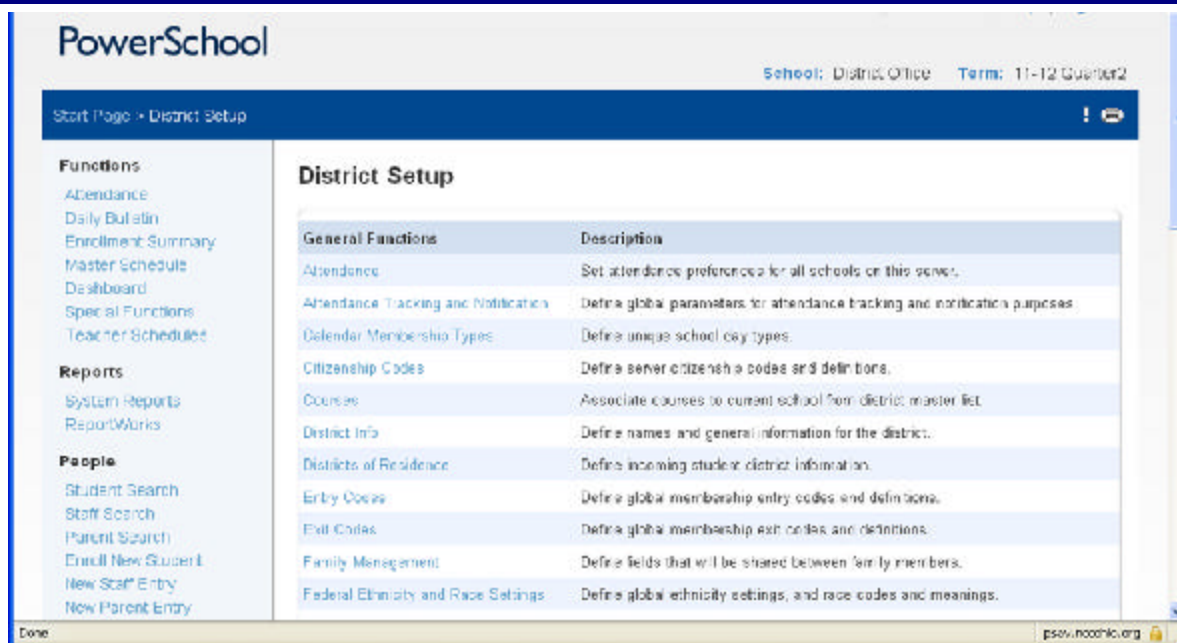 PowerSchool
School: District Office Term: 11-12 Quarter2
Start Page > District Setup !
Functions
Attendance
Daily Bulletin
Enrollment Summary
Master Schedule
Dashboard
Special Functions
Teacher Schedules
Reports
System Reports
ReportWorks
People
Student Search
Staff Search
Parent Search
Enroll New Student
New Staff Entry
New Parent Entry
District Setup
General Functions Description
Attendance Set attendance preferences for all schools on this server.
Attendance Tracking and Notification Define global parameters for attendance tracking and notification purposes
Calendar Membership Types Define unique school day types.
Citizenship Codes Define server citizenship codes and definitions.
Courses Associate courses to current school from district master list.
District Info Define names and general information for the district.
Districts of Residence Define incoming student district information.
Entry Codes Define global membership entry codes and definitions.
Exit Codes Define global membership exit codes and definitions.
Family Management Define fields that will be shared between family members.
Federal Ethnicity and Race Settings Define global ethnicity settings, and race codes and meanings.
Done